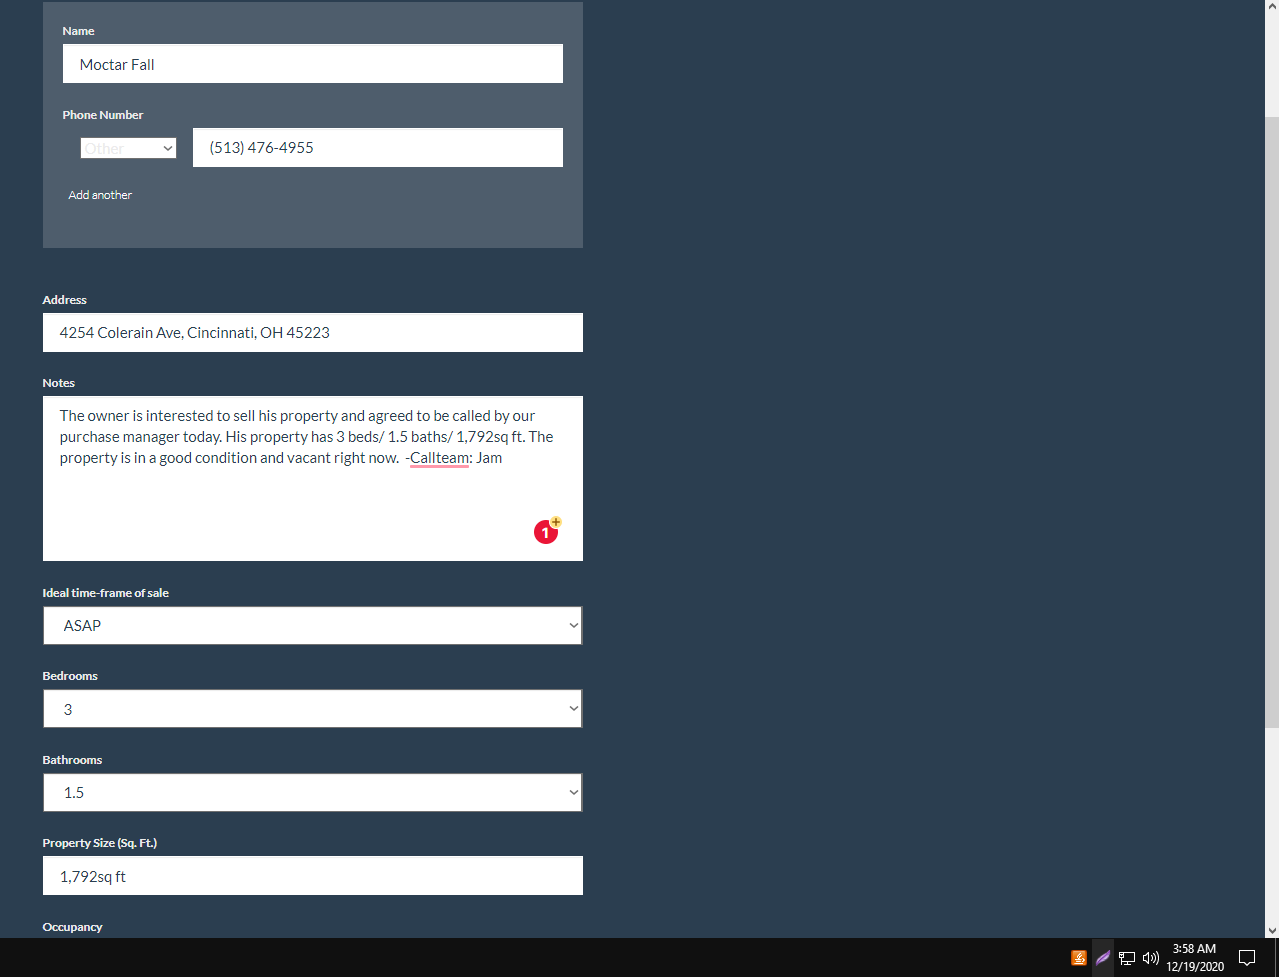 Name
Moctar Fall
Phone Number
Other
(513) 476-4955
Add another
Address
4254 Colerain Ave, Cincinnati, OH 45223
Notes
The owner is interested to sell his property and agreed to be called by our
purchase manager today. His property has 3 beds/ 1.5 baths/ 1,792sq ft. The
property is in a good condition and vacant right now.  -Callteam: Jam
1
Ideal time-frame of sale
ASAP
Bedrooms
3
Bathrooms
1.5
Property Size (Sq. Ft.)
1,792sq ft
Occupancy
3:58 AM
12/19/2020